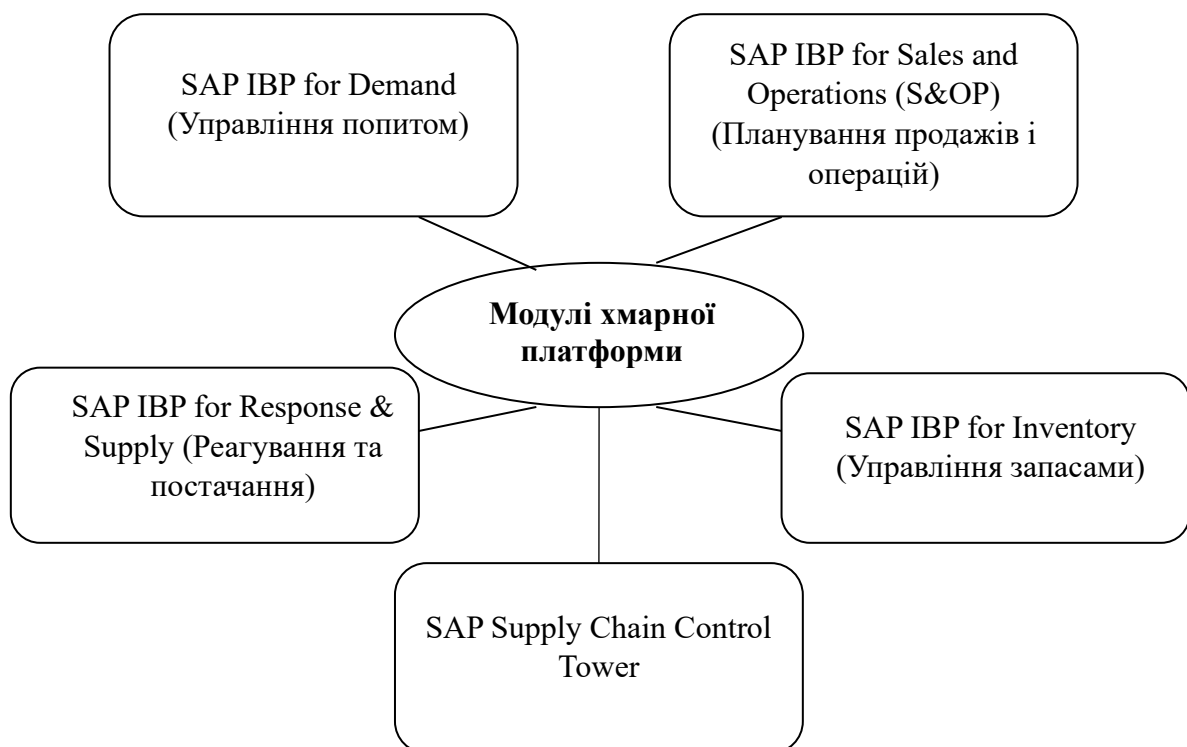 SAP IBP for Demand
(Управління попитом)
SAP IBP for Sales and
Operations (S&OP)
(Планування продажів і
операцій)
Модулі хмарної
платформи
SAP IBP for Response &
Supply (Реагування та
постачання)
SAP IBP for Inventory
(Управління запасами)
SAP Supply Chain Control
Tower